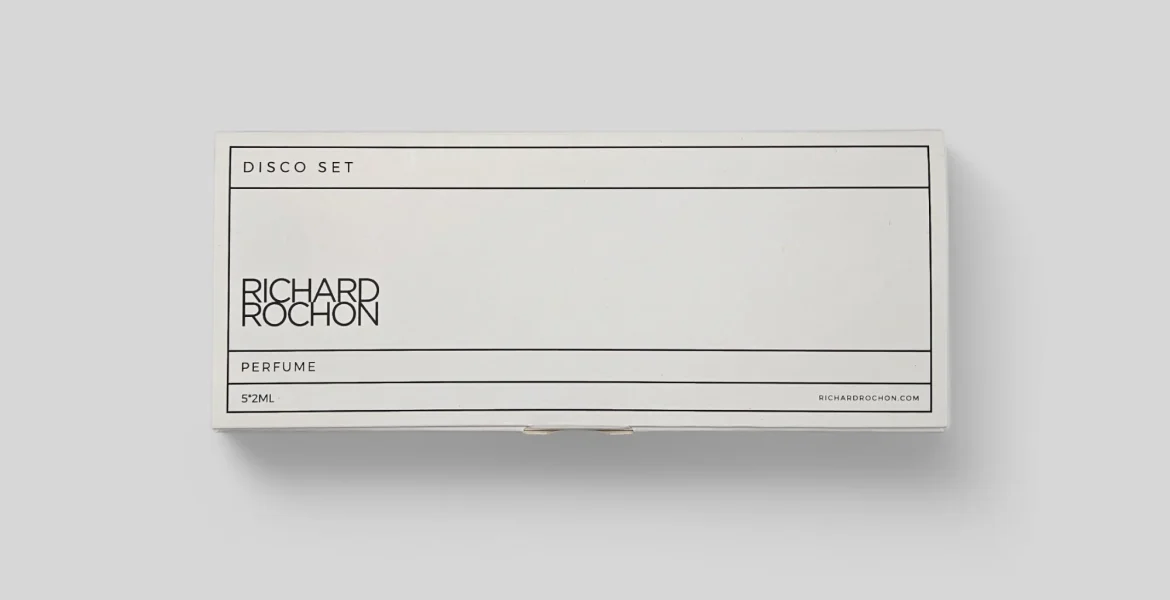 DISCO SET
RICHARD
ROCHON
PERFUME
5*2ML
RICHARDROCHON.COM